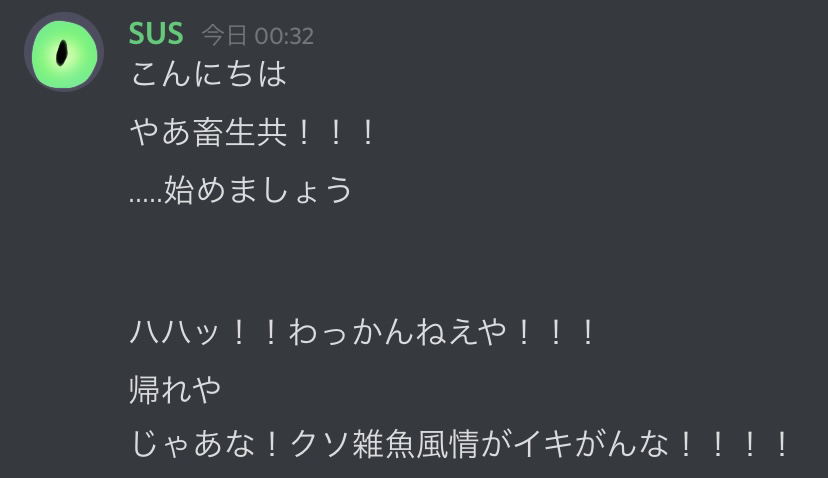 SUS 今日 00:32
こんにちは
やあ畜生共！！！
.....始めましょう
ハハッ！！わっかんねえや！！！
帰れや
じゃあな！クソ雑魚風情がイキがんな！！！！